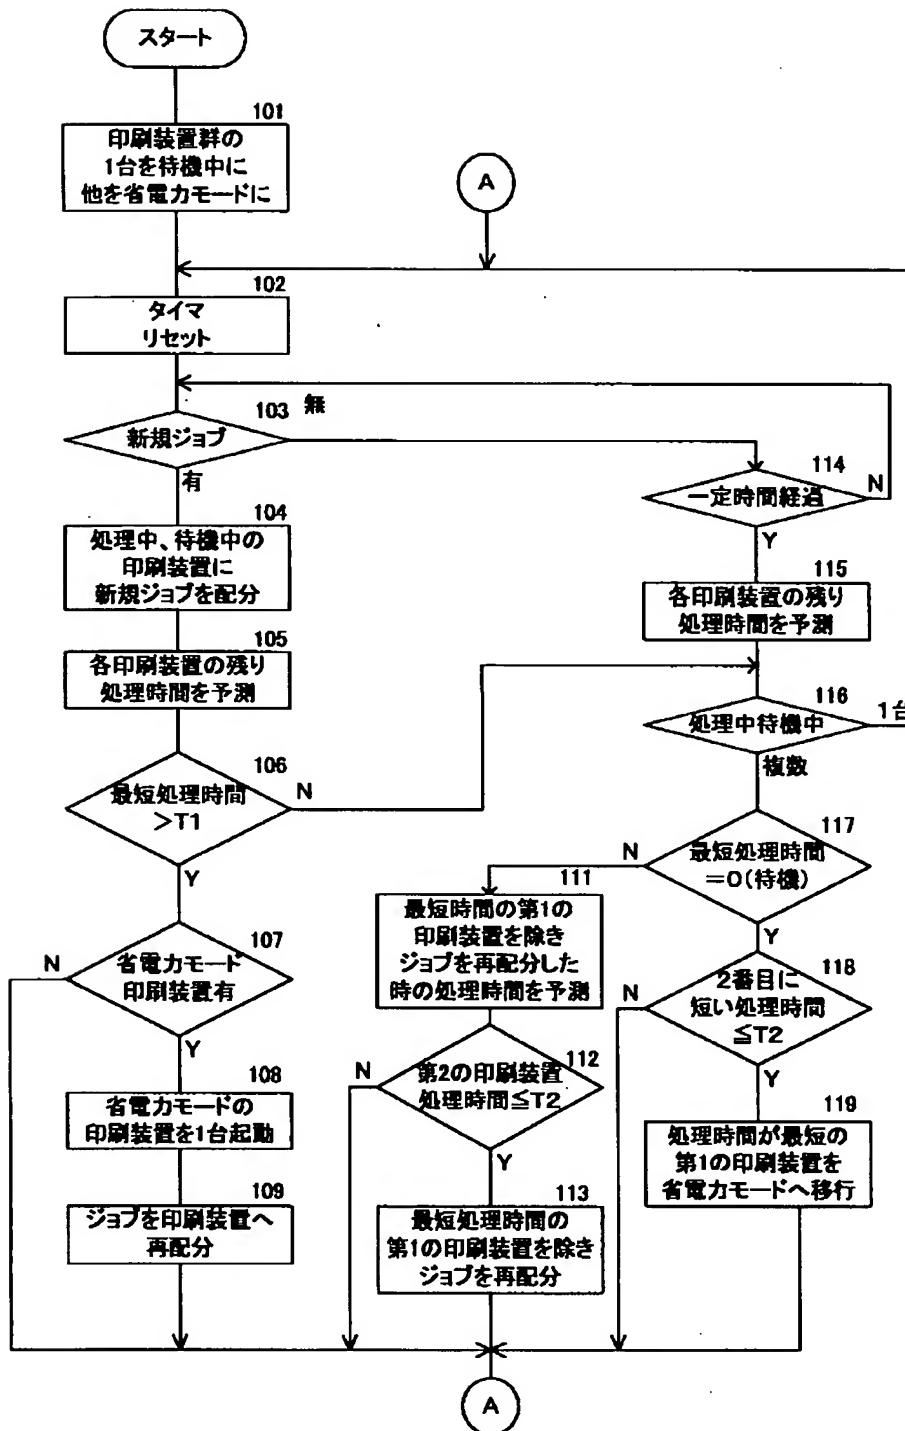 スタート
101
印刷装置群の
1台を待機中に
他を省電力モードに
A
102
タイマ
リセット
103
無
新規ジョブ
有
104
処理中、待機中の
印刷装置に
新規ジョブを配分
105
各印刷装置の残り
処理時間を予測
106
最短処理時間
>T1
N
Y
107
省電力モード
印刷装置有
N
Y
108
省電力モードの
印刷装置を1台起動
109
ジョブを印刷装置へ
再配分
114
一定時間経過
N
Y
115
各印刷装置の残り
処理時間を予測
116
処理中待機中
1台
複数
117
最短処理時間
=0(待機)
N
Y
111
最短時間の第1の
印刷装置を除き
ジョブを再配分した
時の処理時間を予測
112
第2の印刷装置
処理時間≦T2
N
Y
113
最短処理時間の
第1の印刷装置を除き
ジョブを再配分
118
2番目に
短い処理時間
≦T2
N
Y
119
処理時間が最短の
第1の印刷装置を
省電力モードへ移行
A